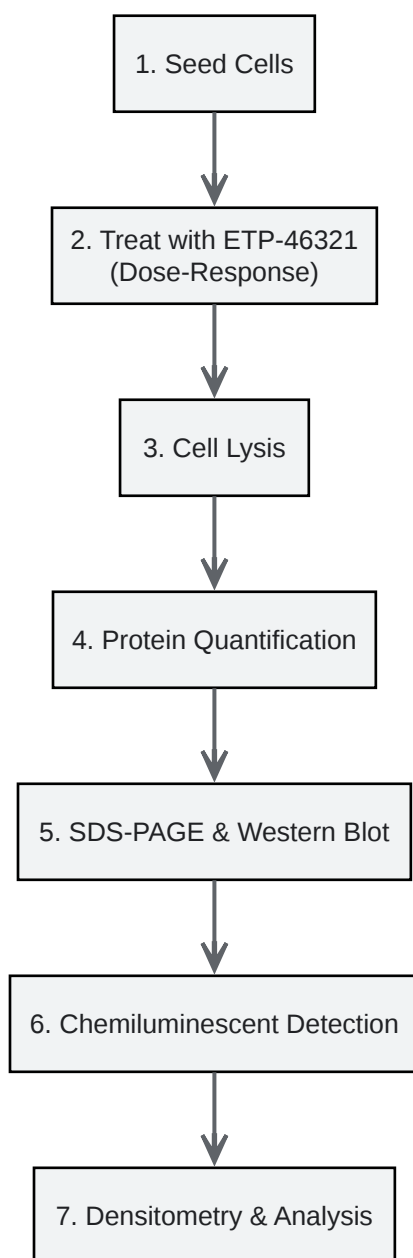 1. Seed Cells
2. Treat with ETP-46321
(Dose-Response)
3. Cell Lysis
4. Protein Quantification
5. SDS-PAGE & Western Blot
6. Chemiluminescent Detection
7. Densitometry & Analysis